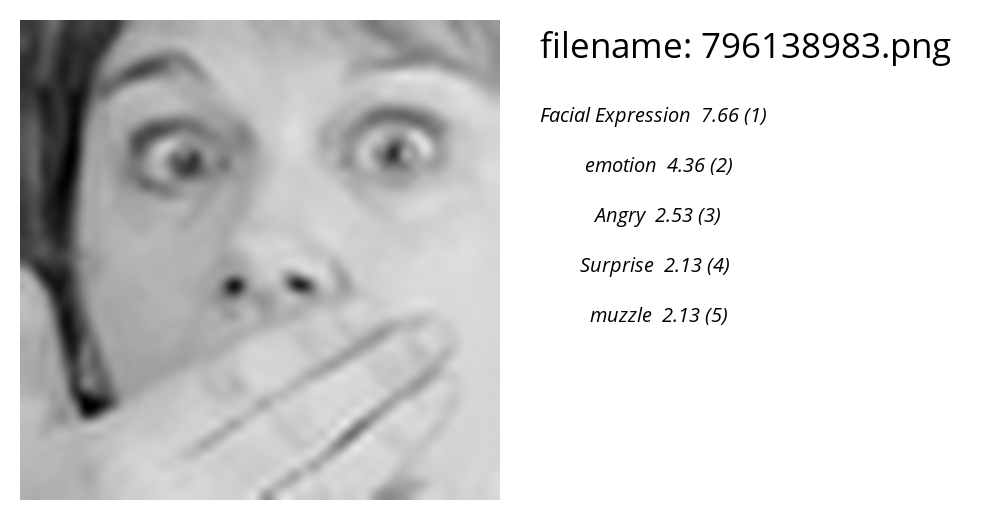 filename: 796138983.png
Facial Expression 7.66 (1)
emotion 4.36 (2)
Angry 2.53 (3)
Surprise 2.13 (4)
muzzle 2.13 (5)